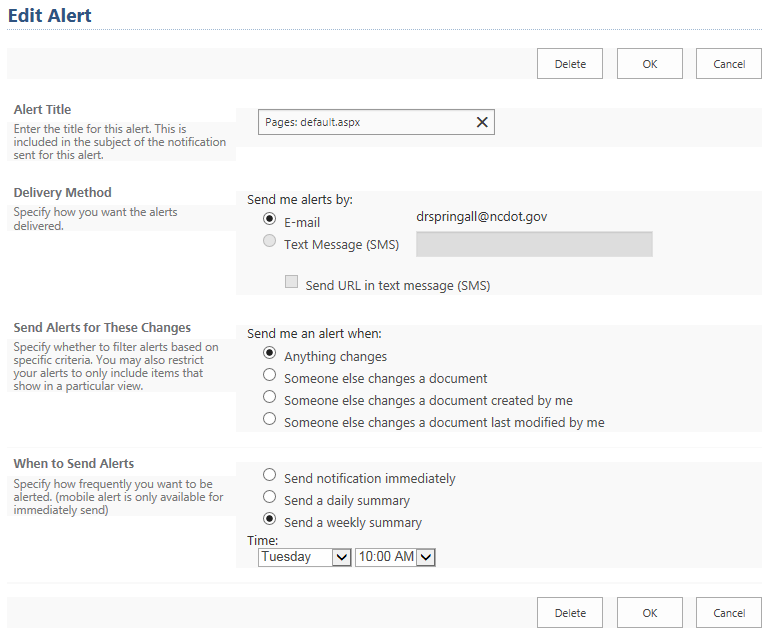 Edit Alert
Delete
OK
Cancel
Alert Title
Enter the title for this alert. This is
included in the subject of the notification
sent for this alert.
Pages: default.aspx
Delivery Method
Specify how you want the alerts
delivered.
Send me alerts by:
E-mail
drspringall@ncdot.gov
Text Message (SMS)
Send URL in text message (SMS)
Send Alerts for These Changes
Specify whether to filter alerts based on
specific criteria. You may also restrict
your alerts to only include items that
show in a particular view.
Send me an alert when:
Anything changes
Someone else changes a document
Someone else changes a document created by me
Someone else changes a document last modified by me
When to Send Alerts
Specify how frequently you want to be
alerted. (mobile alert is only available for
immediately send)
Send notification immediately
Send a daily summary
Send a weekly summary
Time:
Tuesday
10:00 AM
Delete
OK
Cancel